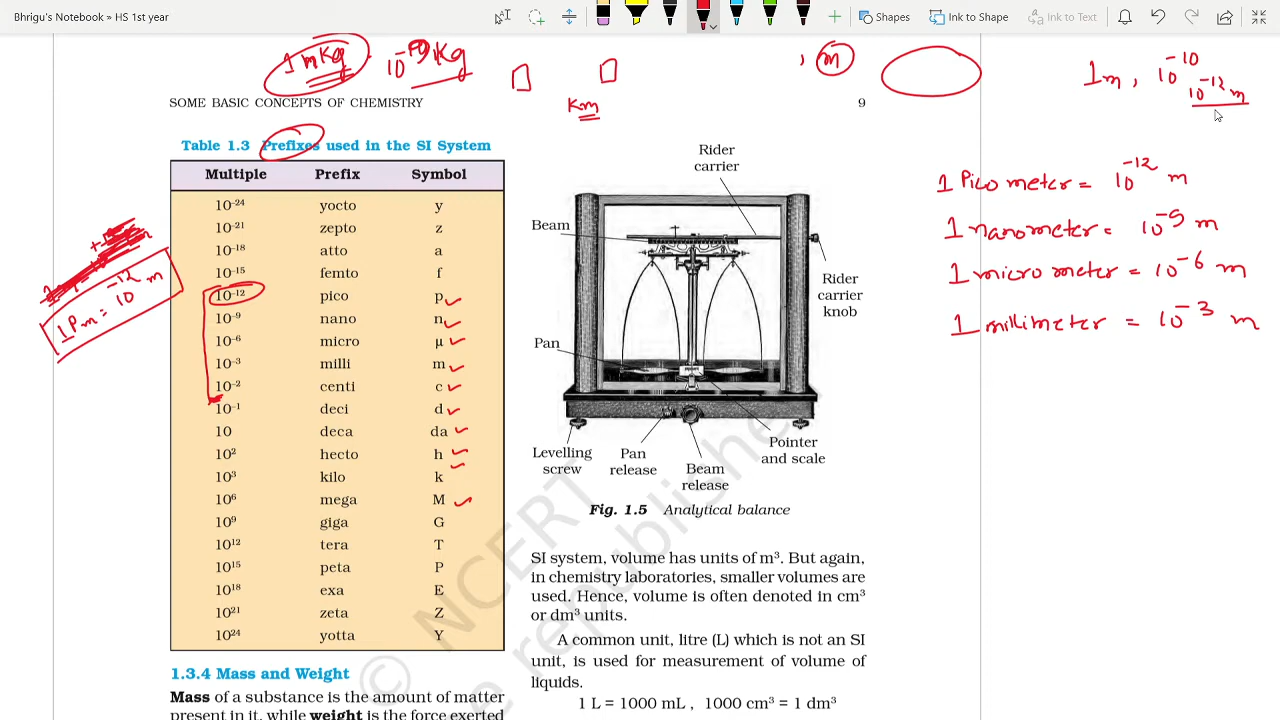 Bhrigu's Notebook » HS 1st year
Shapes
Ink to Shape
Ink to Text
1 mKg
Kg
, m
Km
1m, 10⁻¹⁰
10⁻¹² m
SOME BASIC CONCEPTS OF CHEMISTRY 9
Table 1.3 Prefixes used in the SI System
Multiple Prefix Symbol
10⁻²⁴ yocto y
10⁻²¹ zepto z
10⁻¹⁸ atto a
10⁻¹⁵ femto f
10⁻¹² pico p
10⁻⁹ nano n
10⁻⁶ micro μ
10⁻³ milli m
10⁻² centi c
10⁻¹ deci d
10 deca da
10² hecto h
10³ kilo k
10⁶ mega M
10⁹ giga G
10¹² tera T
10¹⁵ peta P
10¹⁸ exa E
10²¹ zeta Z
10²⁴ yotta Y
1 Pm = 10⁻¹² m
1.3.4 Mass and Weight
Mass of a substance is the amount of matter
present in it, while weight is the force exerted
Rider
carrier
Beam
Rider
carrier
knob
Pan
Levelling
screw
Pan
release
Beam
release
Pointer
and scale
Fig. 1.5 Analytical balance
SI system, volume has units of m³. But again,
in chemistry laboratories, smaller volumes are
used. Hence, volume is often denoted in cm³
or dm³ units.
A common unit, litre (L) which is not an SI
unit, is used for measurement of volume of
liquids.
1 L = 1000 mL , 1000 cm³ = 1 dm³
1 Pico meter = 10⁻¹² m
1 nanometer = 10⁻⁹ m
1 micro meter = 10⁻⁶ m
1 millimeter = 10⁻³ m
© NCERT
republishe